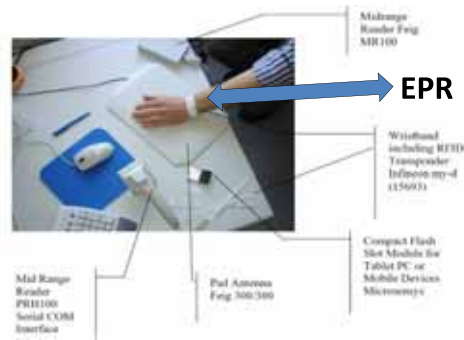 Midrange
Reader Feig
MR100
EPR
Wristband
including RFID
Transponder
Infineon my-d
(15693)
Compact Flash
Slot Module for
Tablet PC or
Mobile Devices
Microsensys
Pad Antenna
Feig 300/300
Mid Range
Reader
PRH100
Serial COM
Interface